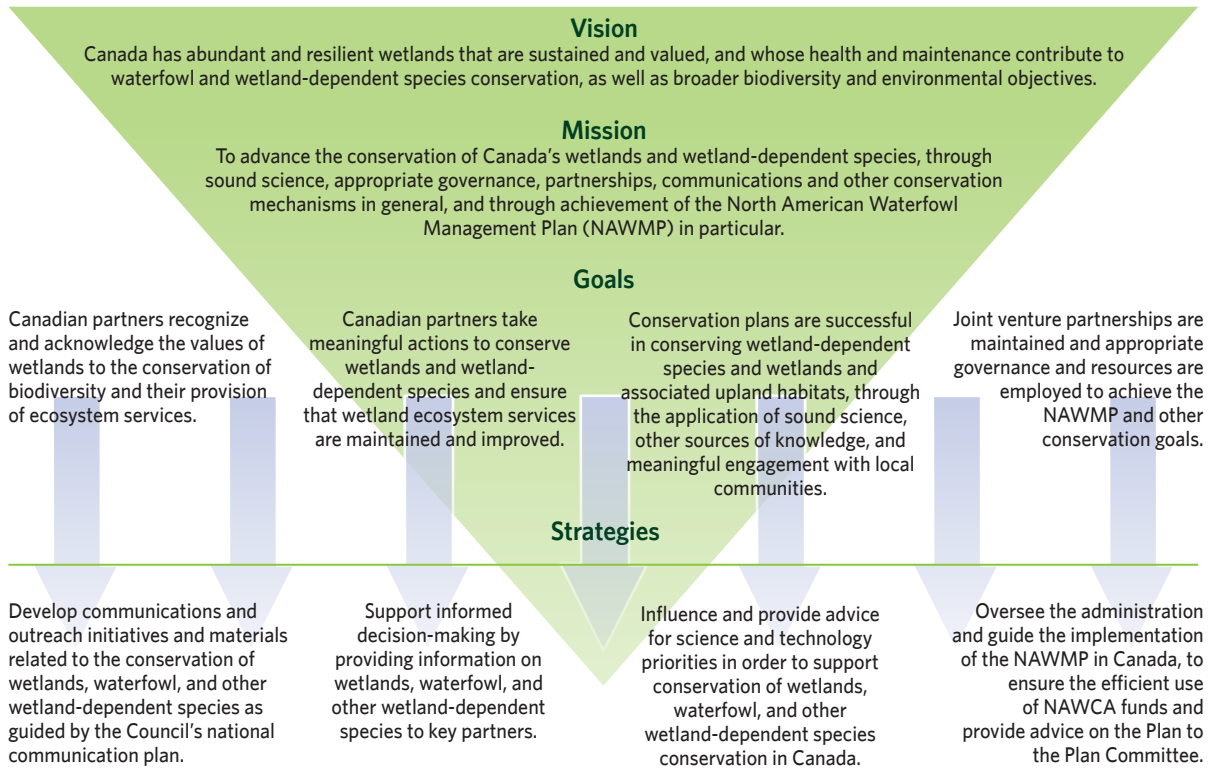 Vision
Canada has abundant and resilient wetlands that are sustained and valued, and whose health and maintenance contribute to
waterfowl and wetland-dependent species conservation, as well as broader biodiversity and environmental objectives.
Mission
To advance the conservation of Canada's wetlands and wetland-dependent species, through
sound science, appropriate governance, partnerships, communications and other conservation
mechanisms in general, and through achievement of the North American Waterfowl
Management Plan (NAWMP) in particular.
Goals
Canadian partners recognize
and acknowledge the values of
wetlands to the conservation of
biodiversity and their provision
of ecosystem services.
Canadian partners take
meaningful actions to conserve
wetlands and wetland-
dependent species and ensure
that wetland ecosystem services
are maintained and improved.
Conservation plans are successful
in conserving wetland-dependent
species and wetlands and
associated upland habitats, through
the application of sound science,
other sources of knowledge, and
meaningful engagement with local
communities.
Joint venture partnerships are
maintained and appropriate
governance and resources are
employed to achieve the
NAWMP and other
conservation goals.
Strategies
Develop communications and
outreach initiatives and materials
related to the conservation of
wetlands, waterfowl, and other
wetland-dependent species as
guided by the Council's national
communication plan.
Support informed
decision-making by
providing information on
wetlands, waterfowl, and
other wetland-dependent
species to key partners.
Influence and provide advice
for science and technology
priorities in order to support
conservation of wetlands,
waterfowl, and other
wetland-dependent species
conservation in Canada.
Oversee the administration
and guide the implementation
of the NAWMP in Canada, to
ensure the efficient use
of NAWCA funds and
provide advice on the Plan to
the Plan Committee.